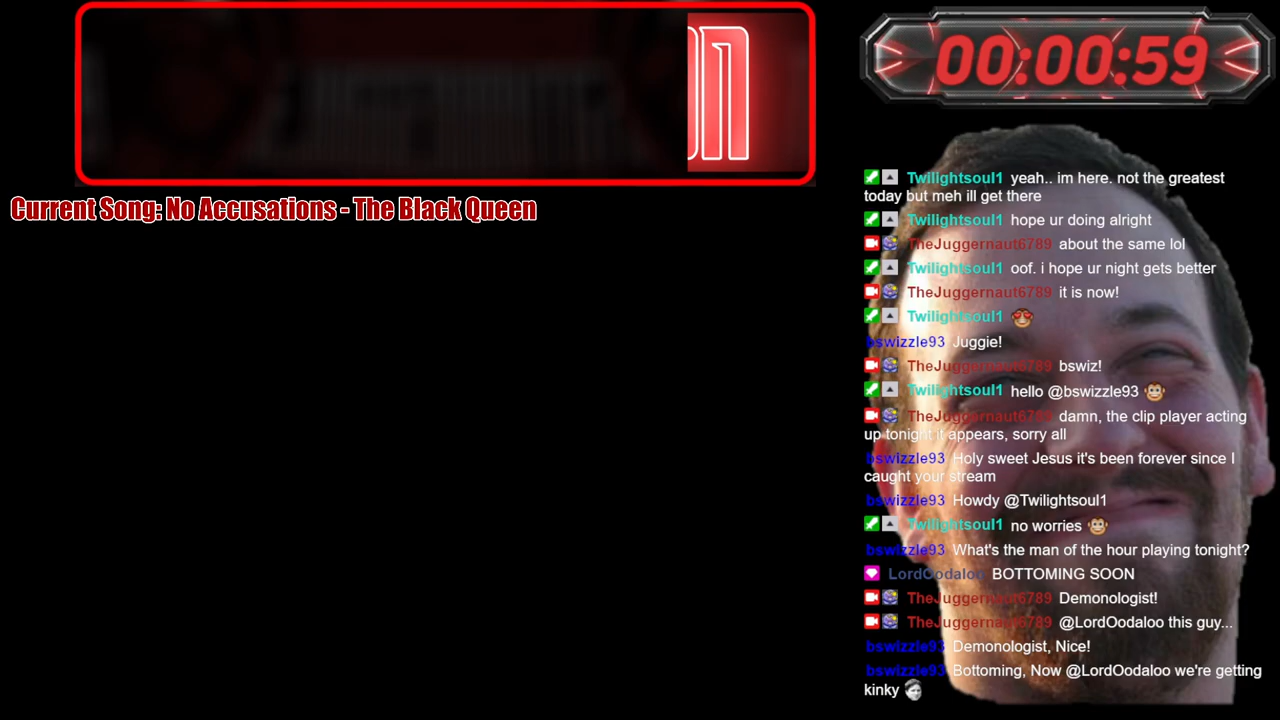 00:00:59
Current Song: No Accusations - The Black Queen
Twilightsoul1 yeah.. im here. not the greatest
today but meh ill get there
Twilightsoul1 hope ur doing alright
TheJuggernaut6789 about the same lol
Twilightsoul1 oof. i hope ur night gets better
TheJuggernaut6789 it is now!
Twilightsoul1
bswizzle93 Juggie!
TheJuggernaut6789 bswiz!
Twilightsoul1 hello @bswizzle93
TheJuggernaut6789 damn, the clip player acting
up tonight it appears, sorry all
bswizzle93 Holy sweet Jesus it's been forever since I
caught your stream
bswizzle93 Howdy @Twilightsoul1
Twilightsoul1 no worries
bswizzle93 What's the man of the hour playing tonight?
LordOodaloo BOTTOMING SOON
TheJuggernaut6789 Demonologist!
TheJuggernaut6789 @LordOodaloo this guy...
bswizzle93 Demonologist, Nice!
bswizzle93 Bottoming, Now @LordOodaloo we're getting
kinky